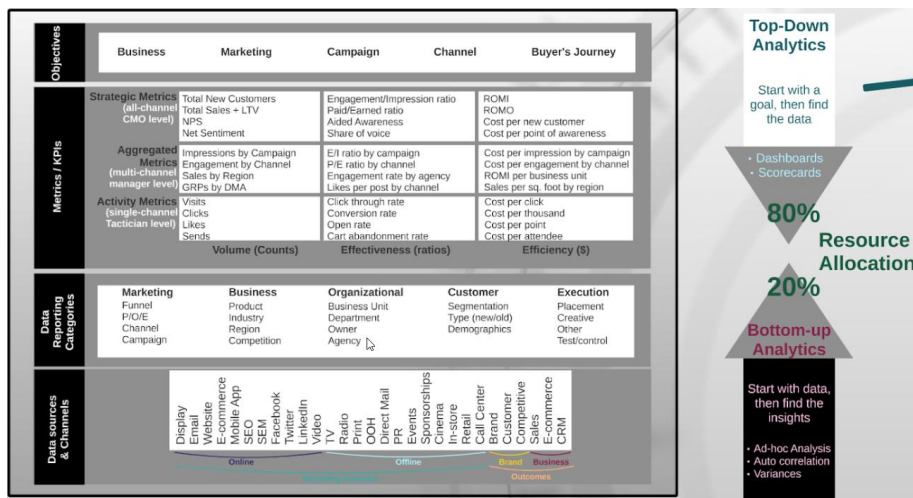 Objectives
Business Marketing Campaign Channel Buyer's Journey
Metrics / KPIs
Strategic Metrics
(all-channel
CMO level)
Total New Customers
Total Sales + LTV
NPS
Net Sentiment
Engagement/Impression ratio
Paid/Earned ratio
Aided Awareness
Share of voice
ROMI
ROMO
Cost per new customer
Cost per point of awareness
Aggregated
Metrics
(multi-channel
manager level)
Impressions by Campaign
Engagement by Channel
Sales by Region
GRPs by DMA
E/I ratio by campaign
P/E ratio by channel
Engagement rate by agency
Likes per post by channel
Cost per impression by campaign
Cost per engagement by channel
ROMI per business unit
Sales per sq. foot by region
Activity Metrics
(single-channel
Tactician level)
Visits
Clicks
Likes
Sends
Click through rate
Conversion rate
Open rate
Cart abandonment rate
Cost per click
Cost per thousand
Cost per point
Cost per attendee
Volume (Counts) Effectiveness (ratios) Efficiency ($)
Data
Reporting
Categories
Marketing
Funnel
P/O/E
Channel
Campaign
Business
Product
Industry
Region
Competition
Organizational
Business Unit
Department
Owner
Agency
Customer
Segmentation
Type (new/old)
Demographics
Execution
Placement
Creative
Other
Test/control
Data sources
& Channels
Display
Email
Website
E-commerce
Mobile App
SEO
SEM
Facebook
Twitter
LinkedIn
Video
TV
Radio
Print
OOH
Direct Mail
PR
Events
Sponsorships
Cinema
In-store
Retail
Call Center
Brand
Customer
Competitive
Sales
E-commerce
CRM
Online Offline Brand Business
Outcomes
Top-Down
Analytics
Start with a
goal, then find
the data
• Dashboards
• Scorecards
80%
Resource
Allocation
20%
Bottom-up
Analytics
Start with data,
then find the
insights
• Ad-hoc Analysis
• Auto correlation
• Variances